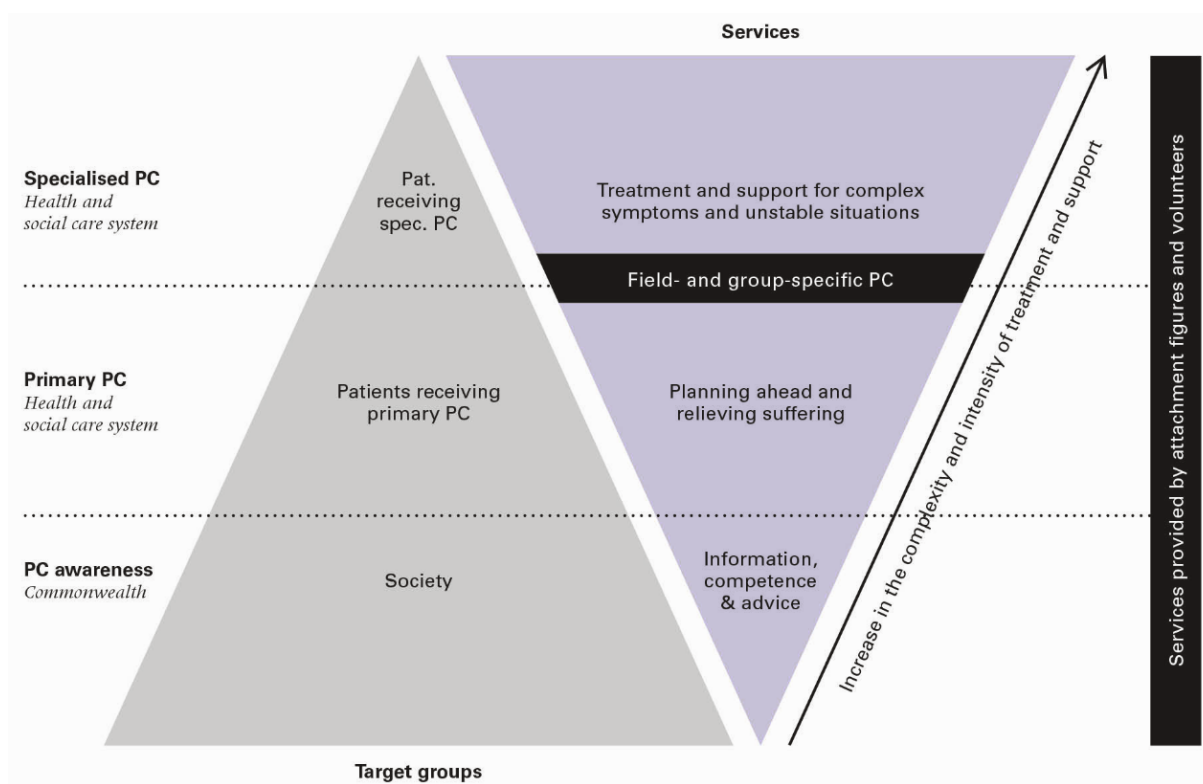 Services
Specialised PC
Health and
social care system
Pat.
receiving
spec. PC
Treatment and support for complex
symptoms and unstable situations
Field- and group-specific PC
Primary PC
Health and
social care system
Patients receiving
primary PC
Planning ahead and
relieving suffering
PC awareness
Commonwealth
Society
Information,
competence
& advice
Increase in the complexity and intensity of treatment and support
Services provided by attachment figures and volunteers
Target groups